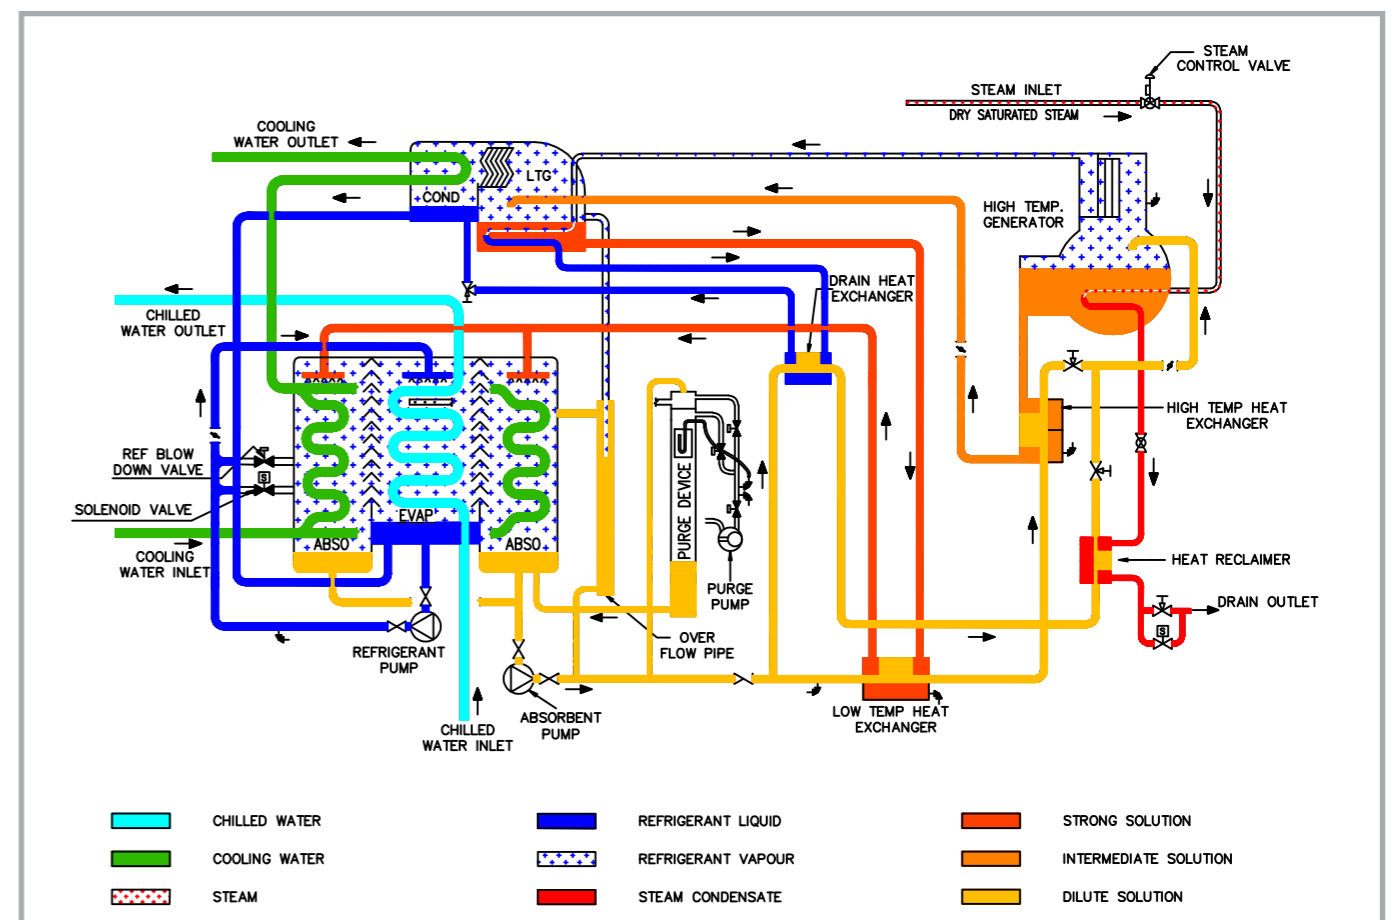 STEAM
CONTROL VALVE
STEAM INLET
DRY SATURATED STEAM
COOLING
WATER OUTLET
LTG
COND
HIGH TEMP.
GENERATOR
DRAIN HEAT
EXCHANGER
CHILLED
WATER OUTLET
HIGH TEMP HEAT
EXCHANGER
REF BLOW
DOWN VALVE
S
SOLENOID VALVE
PURGE DEVICE
EVAP
ABSO
ABSO
COOLING
WATER INLET
HEAT RECLAIMER
PURGE
PUMP
DRAIN OUTLET
S
OVER
FLOW PIPE
REFRIGERANT
PUMP
ABSORBENT
PUMP
LOW TEMP HEAT
EXCHANGER
CHILLED
WATER INLET
CHILLED WATER
REFRIGERANT LIQUID
STRONG SOLUTION
COOLING WATER
REFRIGERANT VAPOUR
INTERMEDIATE SOLUTION
STEAM
STEAM CONDENSATE
DILUTE SOLUTION